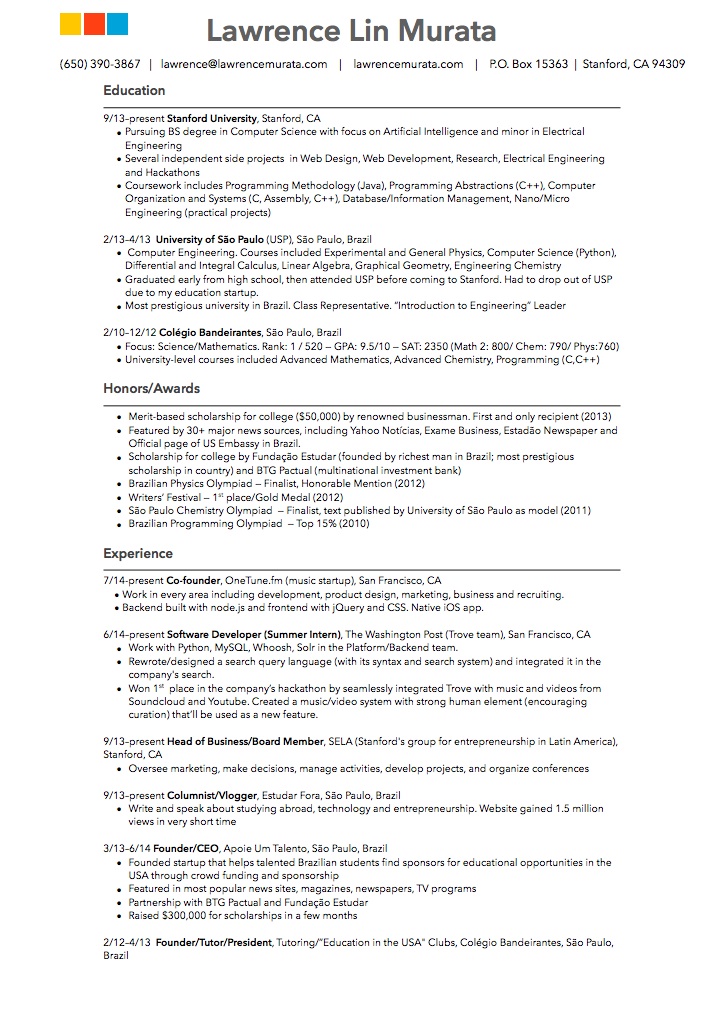 Lawrence Lin Murata
(650) 390-3867 | lawrence@lawrencemurata.com | lawrencemurata.com | P.O. Box 15363 | Stanford, CA 94309
Education
9/13–present Stanford University, Stanford, CA
• Pursuing BS degree in Computer Science with focus on Artificial Intelligence and minor in Electrical
Engineering
• Several independent side projects in Web Design, Web Development, Research, Electrical Engineering
and Hackathons
• Coursework includes Programming Methodology (Java), Programming Abstractions (C++), Computer
Organization and Systems (C, Assembly, C++), Database/Information Management, Nano/Micro
Engineering (practical projects)
2/13–4/13 University of São Paulo (USP), São Paulo, Brazil
• Computer Engineering. Courses included Experimental and General Physics, Computer Science (Python),
Differential and Integral Calculus, Linear Algebra, Graphical Geometry, Engineering Chemistry
• Graduated early from high school, then attended USP before coming to Stanford. Had to drop out of USP
due to my education startup.
• Most prestigious university in Brazil. Class Representative. “Introduction to Engineering” Leader
2/10–12/12 Colégio Bandeirantes, São Paulo, Brazil
• Focus: Science/Mathematics. Rank: 1 / 520 – GPA: 9.5/10 – SAT: 2350 (Math 2: 800/ Chem: 790/ Phys:760)
• University-level courses included Advanced Mathematics, Advanced Chemistry, Programming (C,C++)
Honors/Awards
• Merit-based scholarship for college ($50,000) by renowned businessman. First and only recipient (2013)
• Featured by 30+ major news sources, including Yahoo Notícias, Exame Business, Estadão Newspaper and
Official page of US Embassy in Brazil.
• Scholarship for college by Fundação Estudar (founded by richest man in Brazil; most prestigious
scholarship in country) and BTG Pactual (multinational investment bank)
• Brazilian Physics Olympiad – Finalist, Honorable Mention (2012)
• Writers’ Festival – 1st place/Gold Medal (2012)
• São Paulo Chemistry Olympiad – Finalist, text published by University of São Paulo as model (2011)
• Brazilian Programming Olympiad – Top 15% (2010)
Experience
7/14-present Co-founder, OneTune.fm (music startup), San Francisco, CA
• Work in every area including development, product design, marketing, business and recruiting.
• Backend built with node.js and frontend with jQuery and CSS. Native iOS app.
6/14–present Software Developer (Summer Intern), The Washington Post (Trove team), San Francisco, CA
• Work with Python, MySQL, Whoosh, Solr in the Platform/Backend team.
• Rewrote/designed a search query language (with its syntax and search system) and integrated it in the
company's search.
• Won 1st place in the company’s hackathon by seamlessly integrated Trove with music and videos from
Soundcloud and Youtube. Created a music/video system with strong human element (encouraging
curation) that’ll be used as a new feature.
9/13–present Head of Business/Board Member, SELA (Stanford's group for entrepreneurship in Latin America),
Stanford, CA
• Oversee marketing, make decisions, manage activities, develop projects, and organize conferences
9/13–present Columnist/Vlogger, Estudar Fora, São Paulo, Brazil
• Write and speak about studying abroad, technology and entrepreneurship. Website gained 1.5 million
views in very short time
3/13–6/14 Founder/CEO, Apoie Um Talento, São Paulo, Brazil
• Founded startup that helps talented Brazilian students find sponsors for educational opportunities in the
USA through crowd funding and sponsorship
• Featured in most popular news sites, magazines, newspapers, TV programs
• Partnership with BTG Pactual and Fundação Estudar
• Raised $300,000 for scholarships in a few months
2/12–4/13 Founder/Tutor/President, Tutoring/“Education in the USA" Clubs, Colégio Bandeirantes, São Paulo,
Brazil